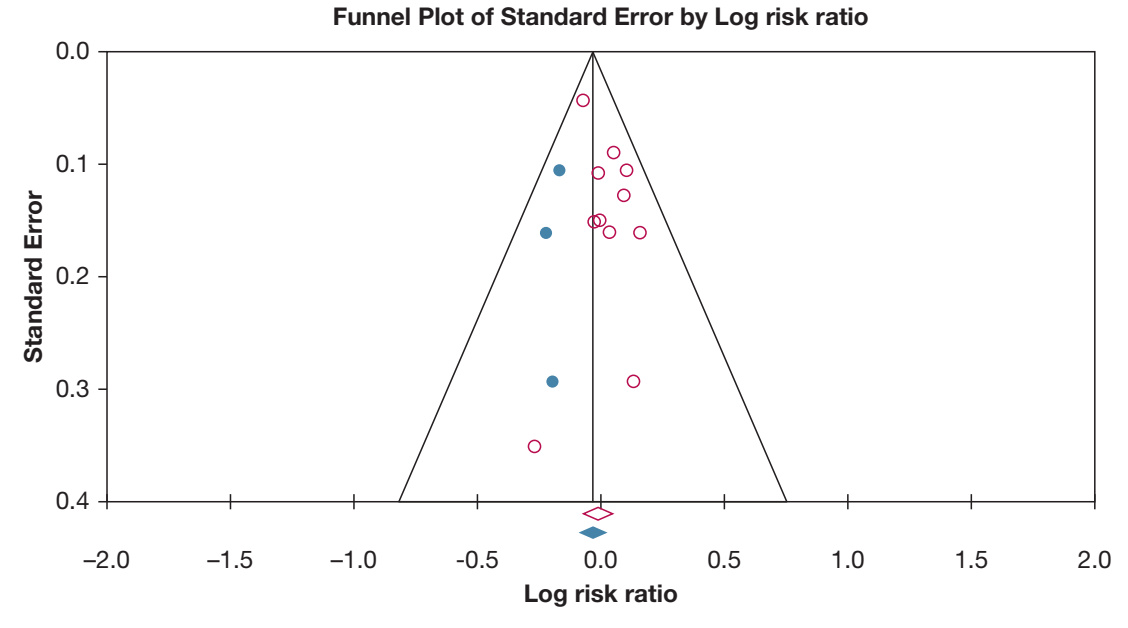 Funnel Plot of Standard Error by Log risk ratio
0.0
0.1
0.2
0.3
0.4
Standard Error
–2.0 –1.5 –1.0 -0.5 0.0 0.5 1.0 1.5 2.0
Log risk ratio